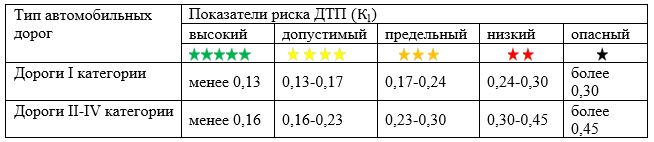 Тип автомобильных дорог
Показатели риска ДТП (К₁)
высокий допустимый предельный низкий опасный
★★★★★ ★★★★ ★★★ ★★ ★
Дороги I категории менее 0,13 0,13-0,17 0,17-0,24 0,24-0,30 более 0,30
Дороги II-IV категории менее 0,16 0,16-0,23 0,23-0,30 0,30-0,45 более 0,45